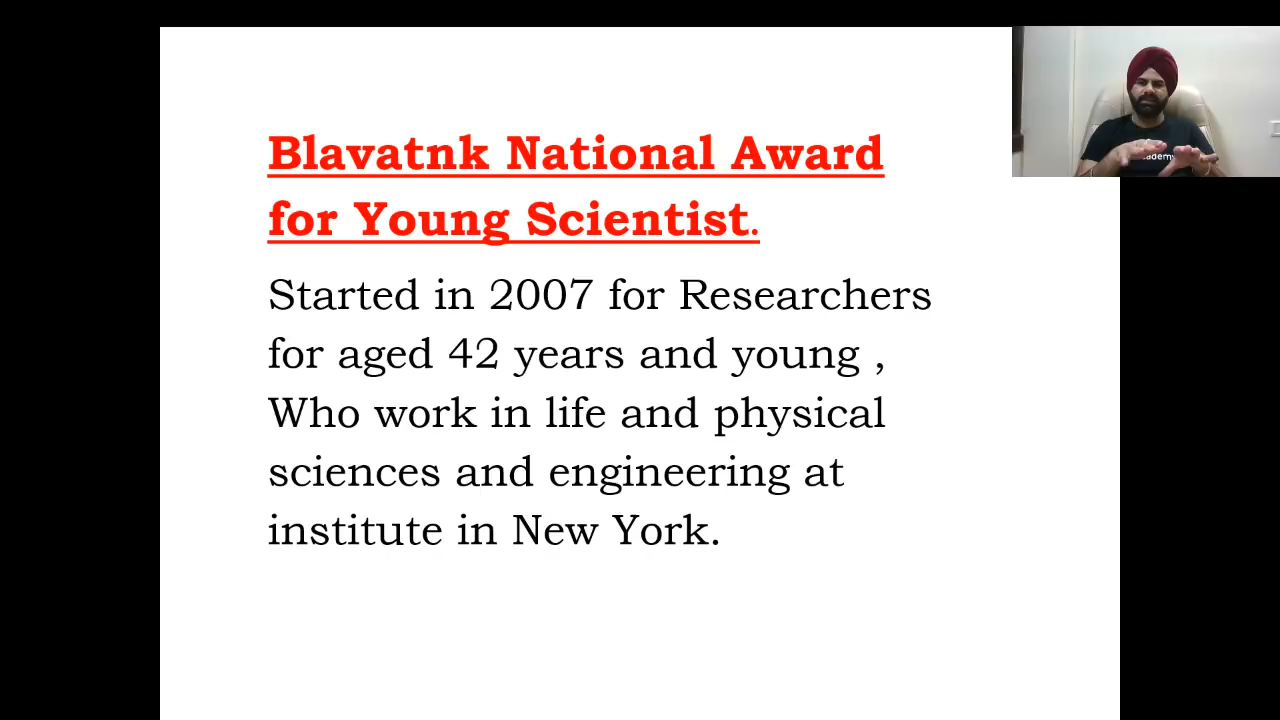 Blavatnk National Award
for Young Scientist.
Started in 2007 for Researchers
for aged 42 years and young ,
Who work in life and physical
sciences and engineering at
institute in New York.